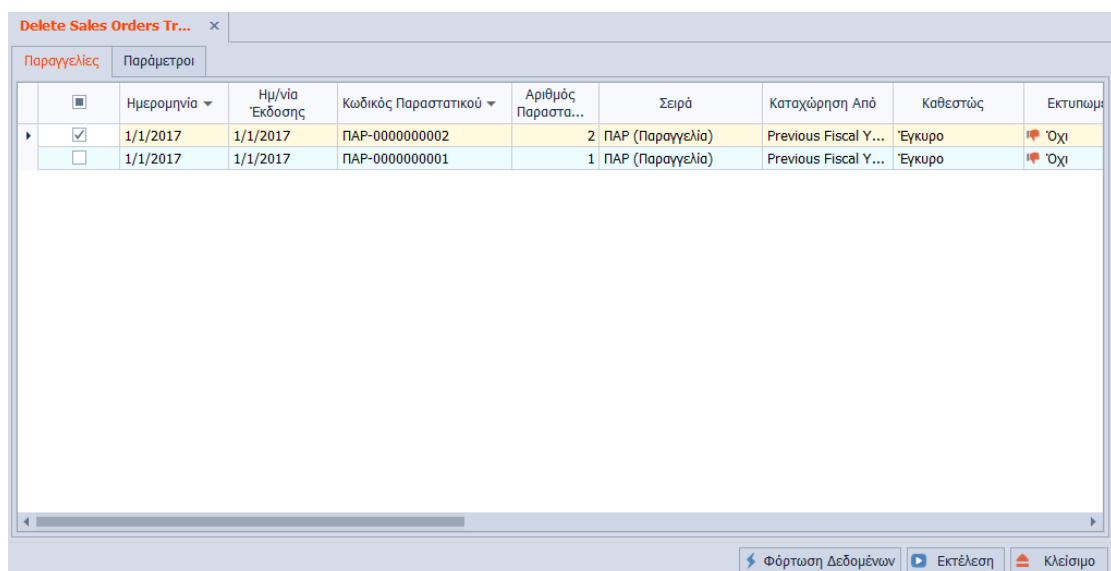 Delete Sales Orders Tr... ×
Παραγγελίες Παράμετροι
Ημερομηνία Ημ/νία Έκδοσης Κωδικός Παραστατικού Αριθμός Παραστα... Σειρά Καταχώρηση Από Καθεστώς Εκτυπωμέ
1/1/2017 1/1/2017 ΠΑΡ-0000000002 2 ΠΑΡ (Παραγγελία) Previous Fiscal Y... Έγκυρο Όχι
1/1/2017 1/1/2017 ΠΑΡ-0000000001 1 ΠΑΡ (Παραγγελία) Previous Fiscal Y... Έγκυρο Όχι
Φόρτωση Δεδομένων Εκτέλεση Κλείσιμο